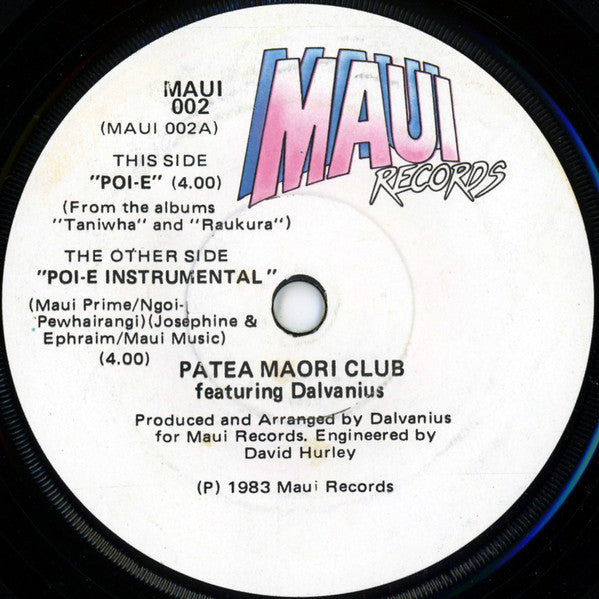 MAUI
RECORDS
MAUI
002
(MAUI 002A)
THIS SIDE
"POI-E" (4.00)
(From the albums
"Taniwha" and "Raukura")
THE OTHER SIDE
"POI-E INSTRUMENTAL"
(Maui Prime/Ngoi-
Pewhairangi)(Josephine &
Ephraim/Maui Music)
(4.00)
PATEA MAORI CLUB
featuring Dalvanius
Produced and Arranged by Dalvanius
for Maui Records. Engineered by
David Hurley
(P) 1983 Maui Records